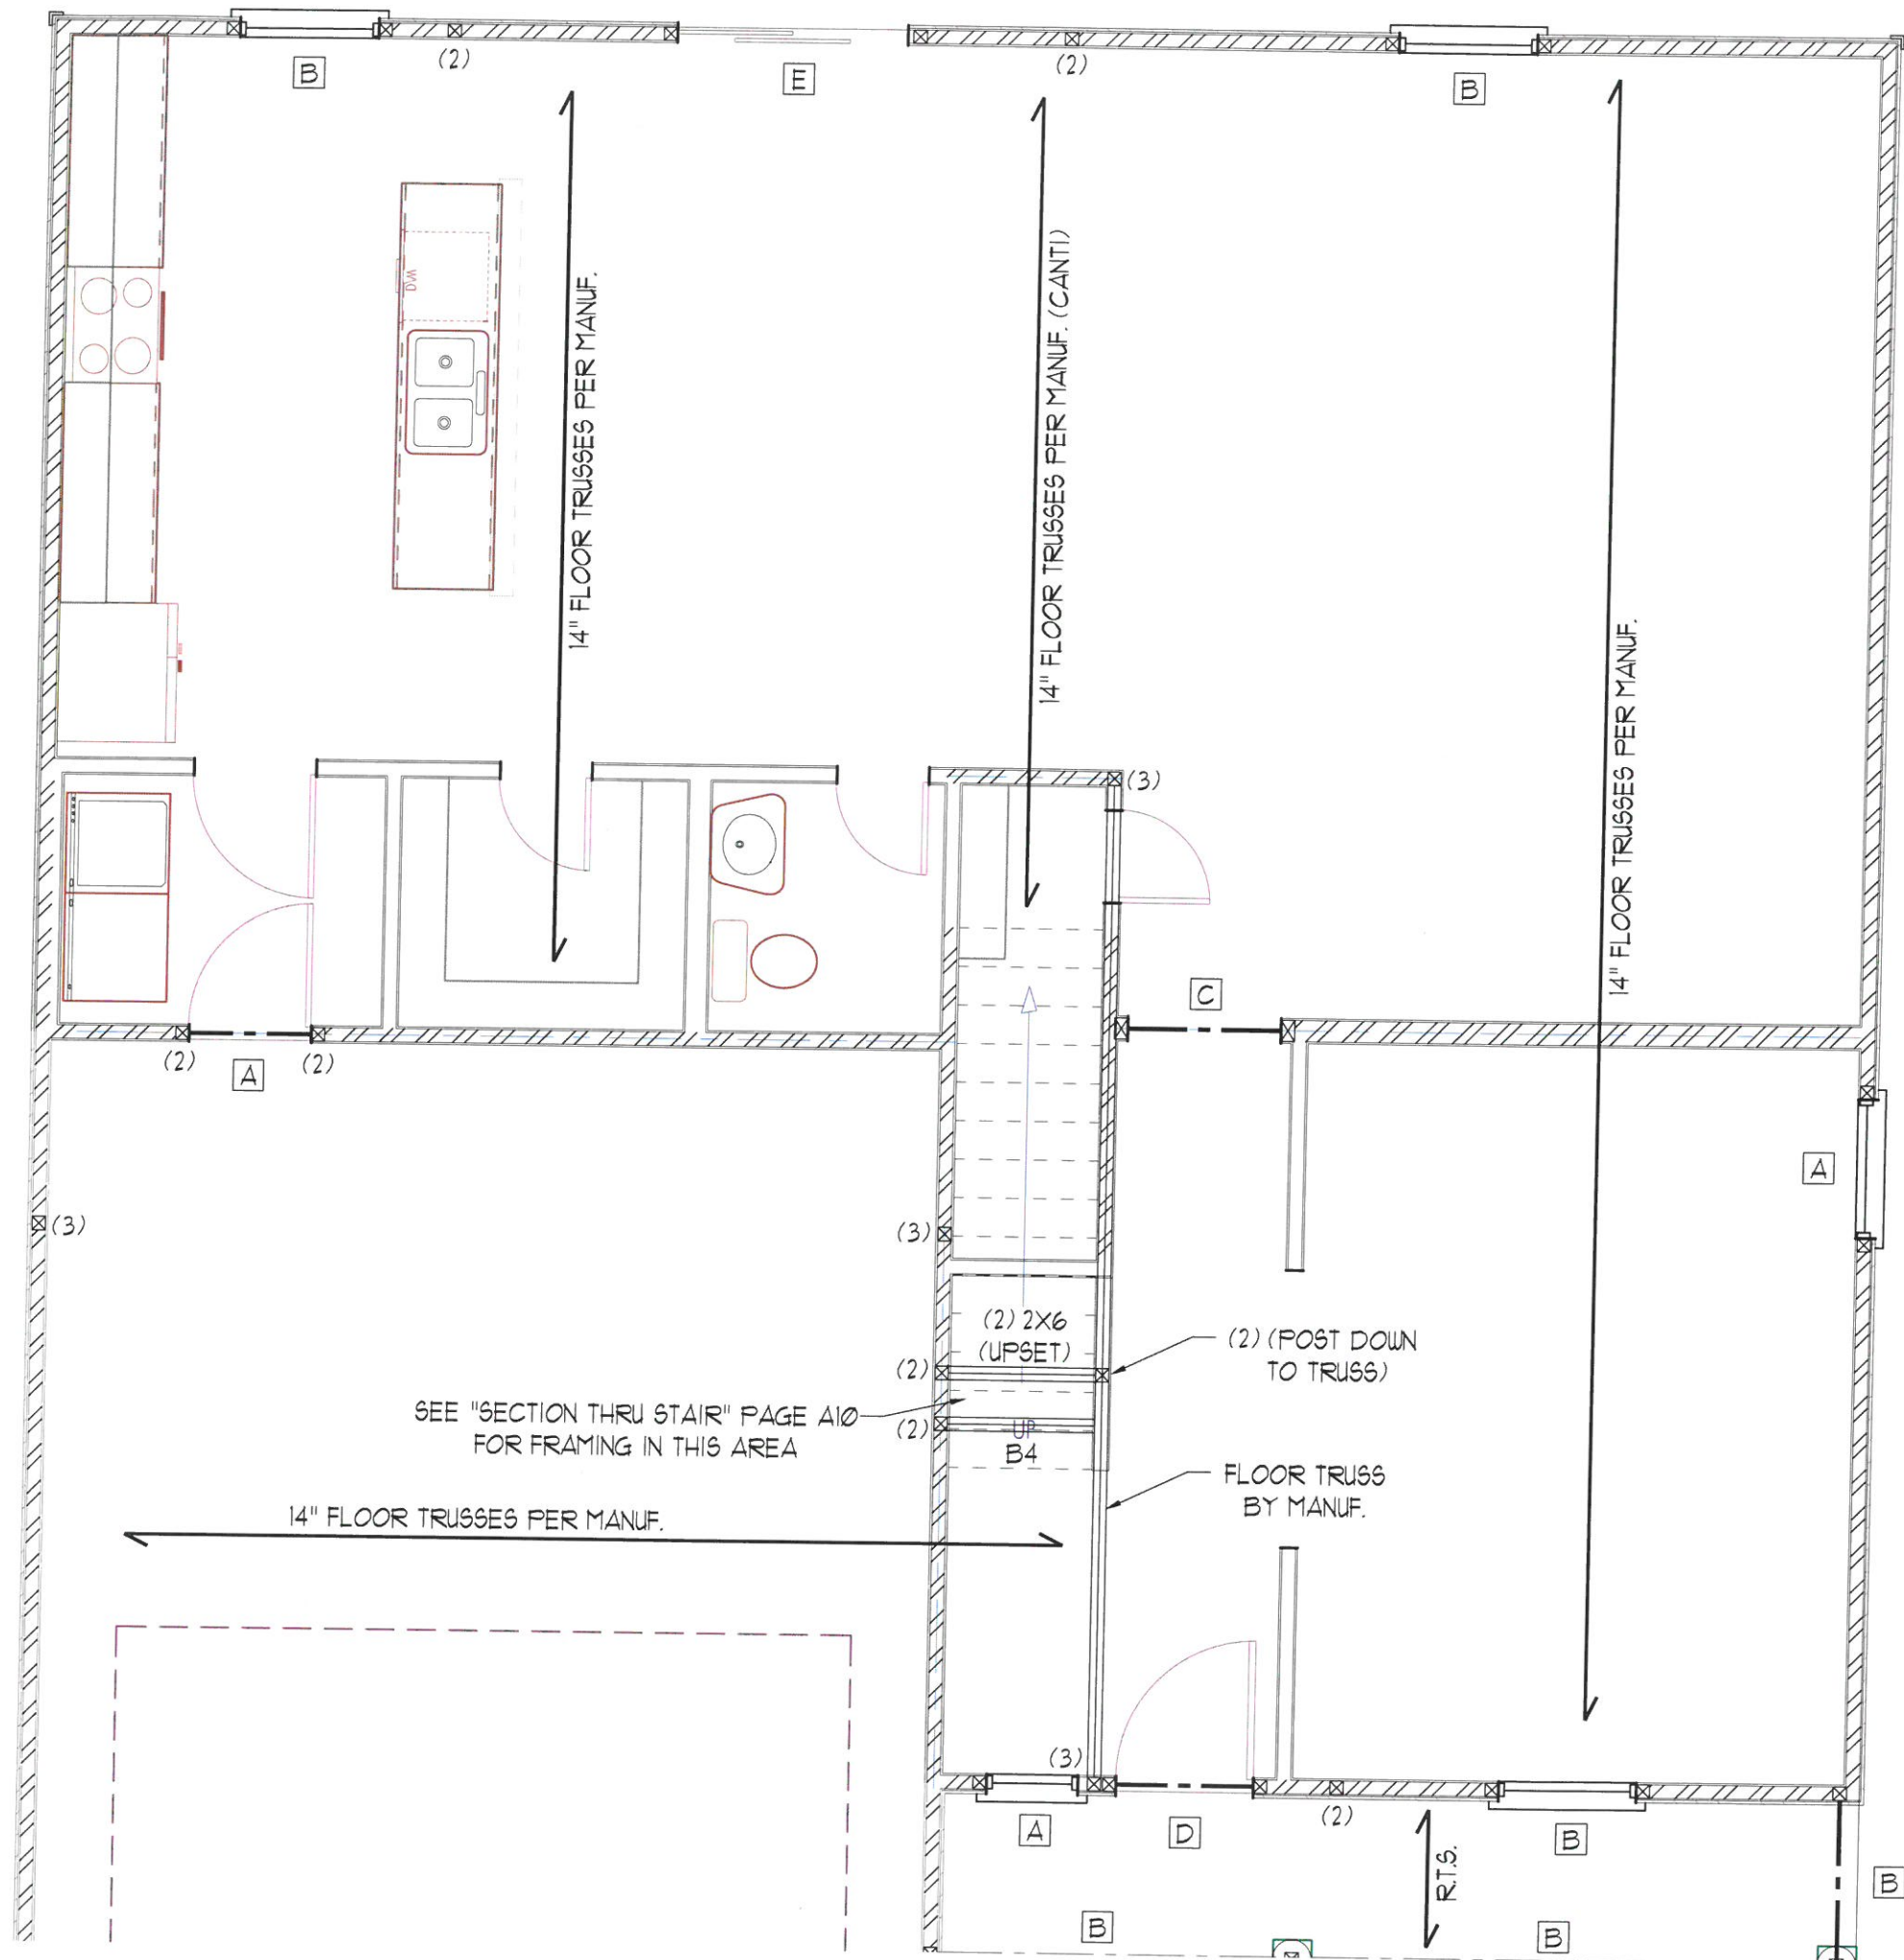 B
(2)
E
(2)
B
DW
14" FLOOR TRUSSES PER MANUF.
14" FLOOR TRUSSES PER MANUF. (CANTI)
14" FLOOR TRUSSES PER MANUF.
(3)
C
(2)
A
(2)
A
(3)
(3)
(2) 2X6
(UPSET)
(2)
(2) (POST DOWN
TO TRUSS)
SEE "SECTION THRU STAIR" PAGE A10
FOR FRAMING IN THIS AREA
(2)
UP
B4
FLOOR TRUSS
BY MANUF.
14" FLOOR TRUSSES PER MANUF.
(3)
A
D
(2)
B
R.T.S.
B
B
B